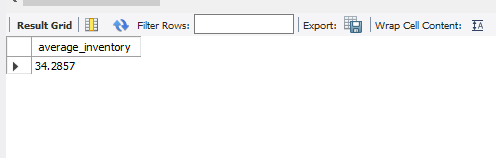 Result Grid Filter Rows: Export: Wrap Cell Content:
average_inventory
34.2857